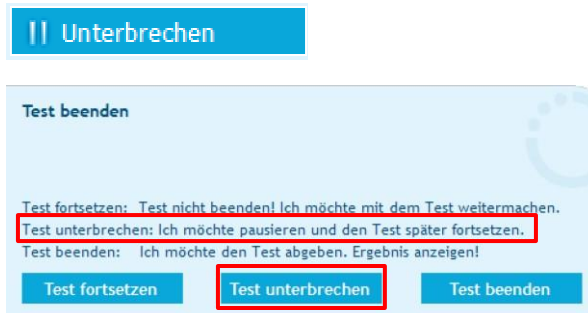 Unterbrechen
Test beenden
Test fortsetzen: Test nicht beenden! Ich möchte mit dem Test weitermachen.
Test unterbrechen: Ich möchte pausieren und den Test später fortsetzen.
Test beenden: Ich möchte den Test abgeben. Ergebnis anzeigen!
Test fortsetzen Test unterbrechen Test beenden